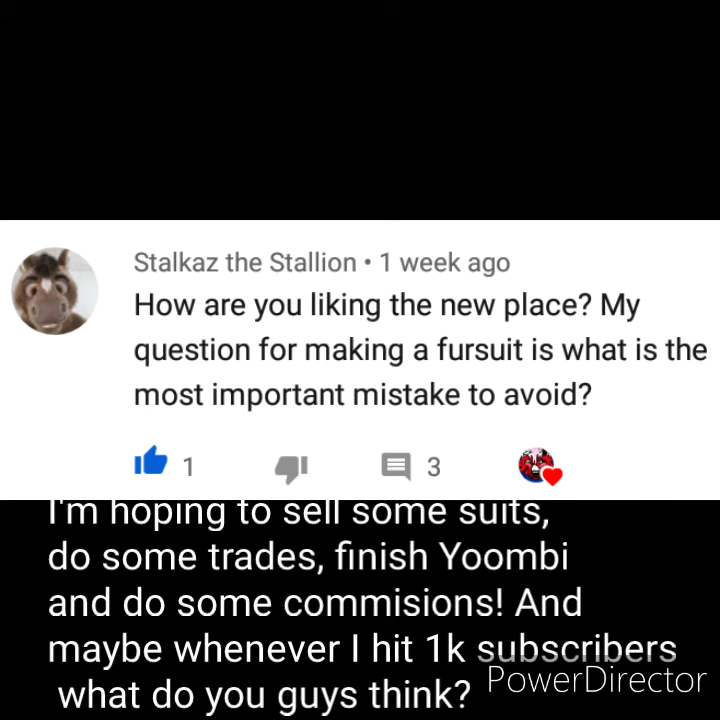 Stalkaz the Stallion • 1 week ago
How are you liking the new place? My
question for making a fursuit is what is the
most important mistake to avoid?
1 3
I'm hoping to sell some suits,
do some trades, finish Yoombi
and do some commisions! And
maybe whenever I hit 1k subscribers
what do you guys think?
PowerDirector